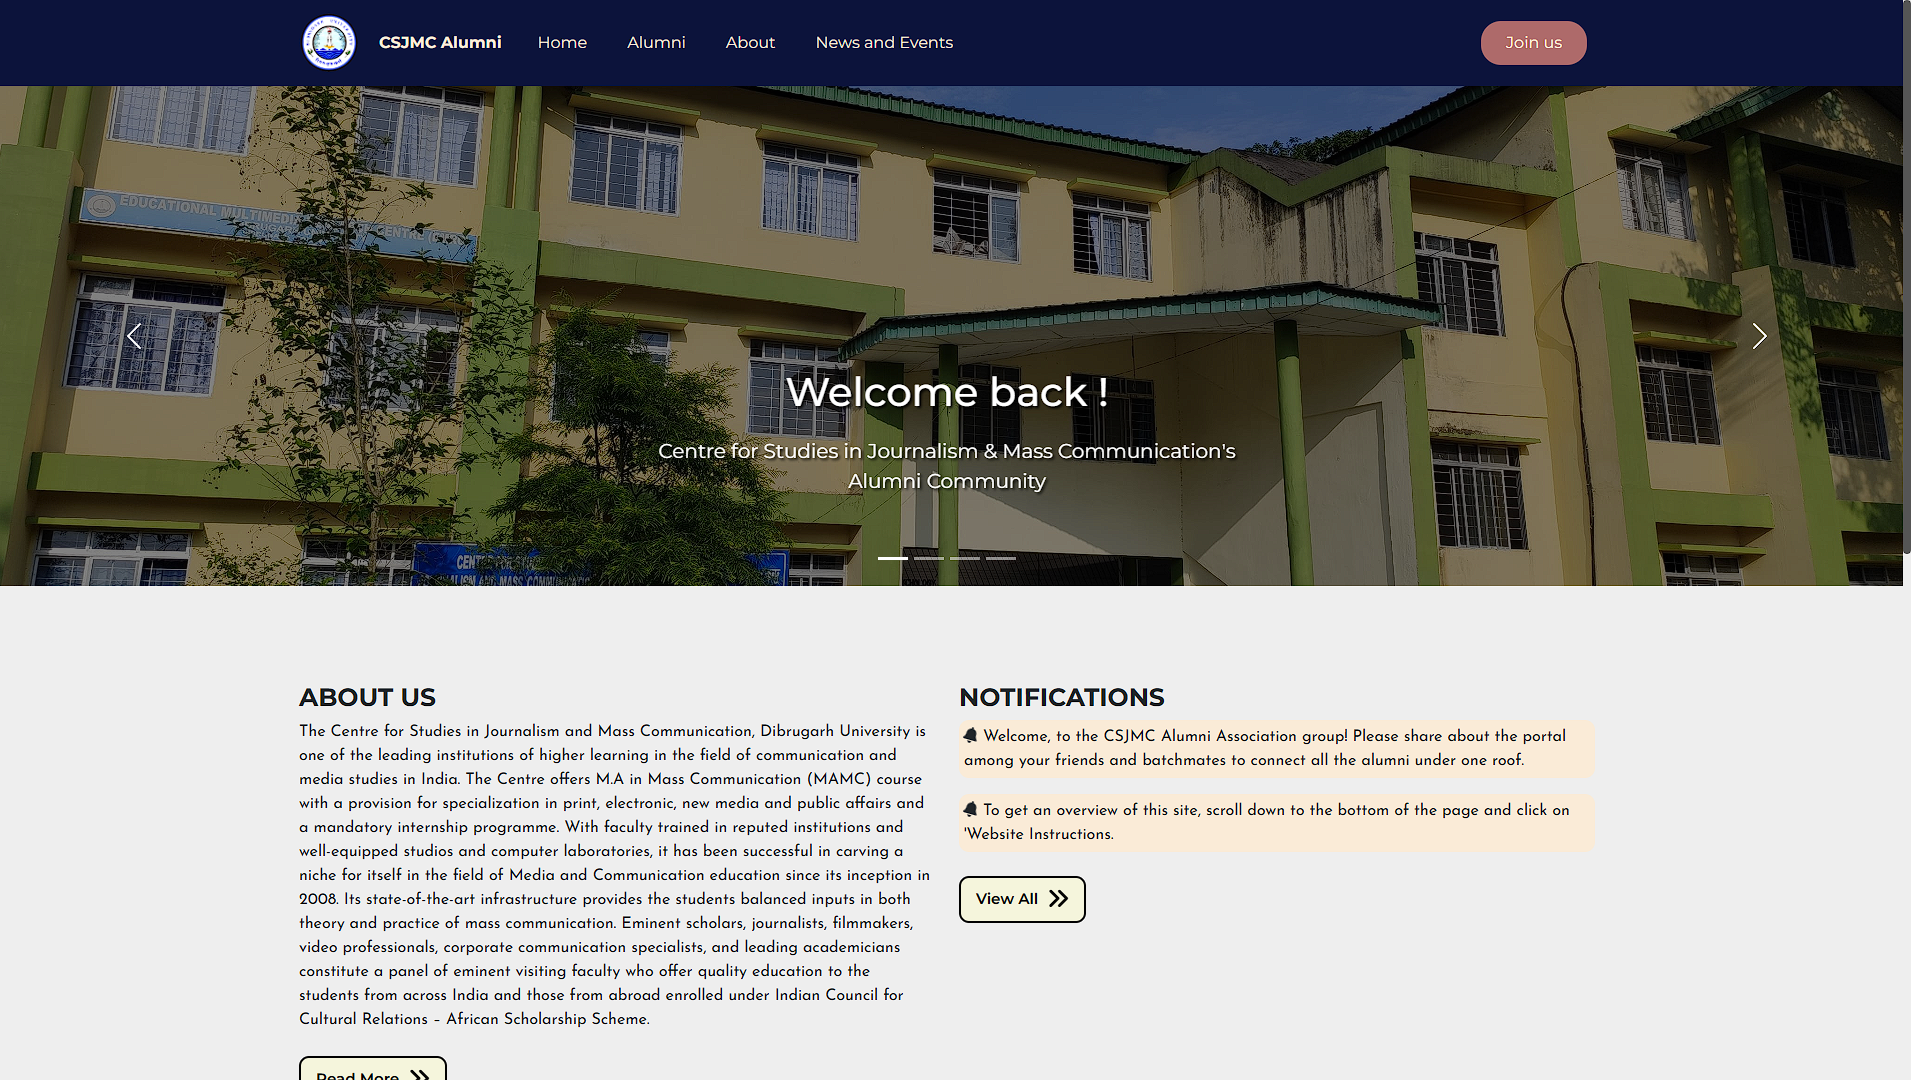 CSJMC Alumni
Home
Alumni
About
News and Events
Join us
EDUCATIONAL MULTIMEDIA
CENTRE
Welcome back !
Centre for Studies in Journalism & Mass Communication's
Alumni Community
ABOUT US
The Centre for Studies in Journalism and Mass Communication, Dibrugarh University is
one of the leading institutions of higher learning in the field of communication and
media studies in India. The Centre offers M.A in Mass Communication (MAMC) course
with a provision for specialization in print, electronic, new media and public affairs and
a mandatory internship programme. With faculty trained in reputed institutions and
well-equipped studios and computer laboratories, it has been successful in carving a
niche for itself in the field of Media and Communication education since its inception in
2008. Its state-of-the-art infrastructure provides the students balanced inputs in both
theory and practice of mass communication. Eminent scholars, journalists, filmmakers,
video professionals, corporate communication specialists, and leading academicians
constitute a panel of eminent visiting faculty who offer quality education to the
students from across India and those from abroad enrolled under Indian Council for
Cultural Relations – African Scholarship Scheme.
Read More
NOTIFICATIONS
Welcome, to the CSJMC Alumni Association group! Please share about the portal
among your friends and batchmates to connect all the alumni under one roof.
To get an overview of this site, scroll down to the bottom of the page and click on
'Website Instructions.
View All